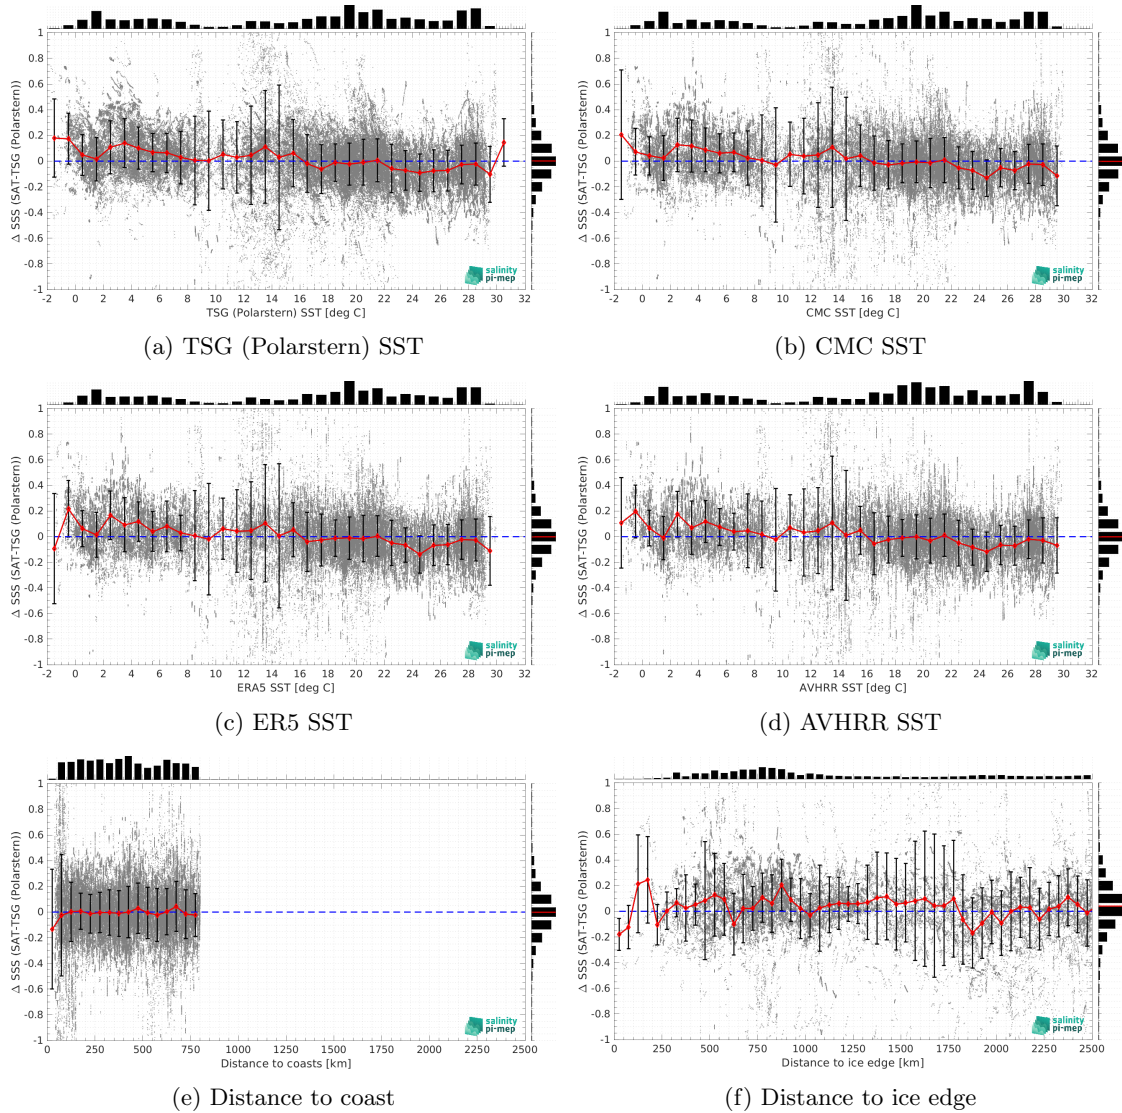 1
0.8
0.6
0.4
0.2
0
-0.2
-0.4
-0.6
-0.8
-1
Δ SSS (SAT-TSG (Polarstern))
salinity
pi-mep
-2 0 2 4 6 8 10 12 14 16 18 20 22 24 26 28 30 32
TSG (Polarstern) SST [deg C]
(a) TSG (Polarstern) SST
1
0.8
0.6
0.4
0.2
0
-0.2
-0.4
-0.6
-0.8
-1
Δ SSS (SAT-TSG (Polarstern))
salinity
pi-mep
-2 0 2 4 6 8 10 12 14 16 18 20 22 24 26 28 30 32
CMC SST [deg C]
(b) CMC SST
1
0.8
0.6
0.4
0.2
0
-0.2
-0.4
-0.6
-0.8
-1
Δ SSS (SAT-TSG (Polarstern))
salinity
pi-mep
-2 0 2 4 6 8 10 12 14 16 18 20 22 24 26 28 30 32
ERA5 SST [deg C]
(c) ER5 SST
1
0.8
0.6
0.4
0.2
0
-0.2
-0.4
-0.6
-0.8
-1
Δ SSS (SAT-TSG (Polarstern))
salinity
pi-mep
-2 0 2 4 6 8 10 12 14 16 18 20 22 24 26 28 30 32
AVHRR SST [deg C]
(d) AVHRR SST
1
0.8
0.6
0.4
0.2
0
-0.2
-0.4
-0.6
-0.8
-1
Δ SSS (SAT-TSG (Polarstern))
salinity
pi-mep
0 250 500 750 1000 1250 1500 1750 2000 2250 2500
Distance to coasts [km]
(e) Distance to coast
1
0.8
0.6
0.4
0.2
0
-0.2
-0.4
-0.6
-0.8
-1
Δ SSS (SAT-TSG (Polarstern))
salinity
pi-mep
0 250 500 750 1000 1250 1500 1750 2000 2250 2500
Distance to ice edge [km]
(f) Distance to ice edge